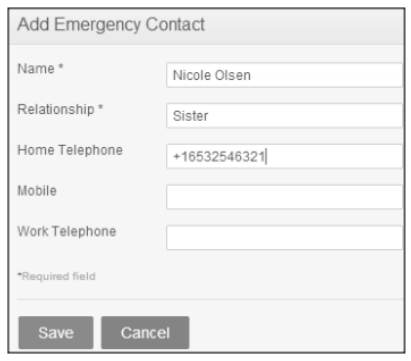 Add Emergency Contact
Name * Nicole Olsen
Relationship * Sister
Home Telephone +16532546321
Mobile
Work Telephone
*Required field
Save Cancel